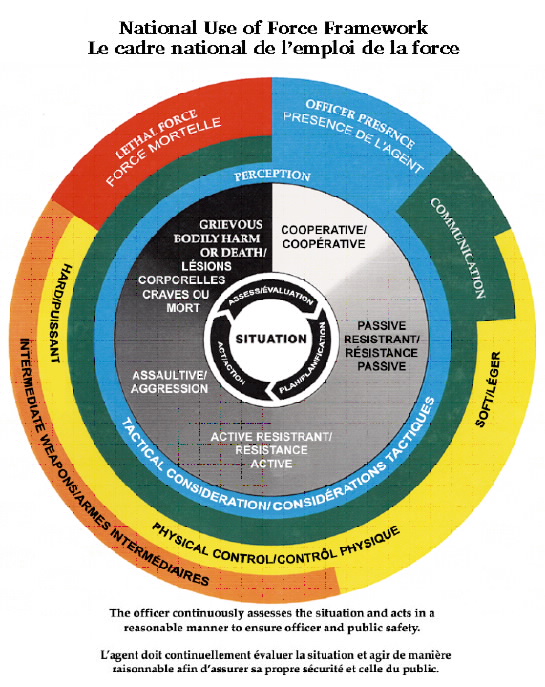 National Use of Force Framework
Le cadre national de l'emploi de la force
LETHAL FORCE
FORCE MORTELLE
OFFICER PRESENCE
PRESENCE DE L'AGENT
COMMUNICATION
PERCEPTION
GRIEVOUS
BODILY HARM
OR DEATH/
LÉSIONS
CORPORELLES
CRAVES OU
MORT
COOPERATIVE/
COOPÉRATIVE
ASSESS/ÉVALUATION
SITUATION
ACT/ACTION
PLAN/PLANIFICATION
PASSIVE
RESISTRANT/
RÉSISTANCE
PASSIVE
ASSAULTIVE/
AGGRESSION
ACTIVE RESISTRANT/
RÉSISTANCE
ACTIVE
HARD/PUISSANT
SOFT/LÉGER
TACTICAL CONSIDERATION/ CONSIDÉRATIONS TACTIQUES
PHYSICAL CONTROL/CONTRÔL PHYSIQUE
INTERMEDIATE WEAPONS/ARMES INTERMÉDIAIRES
The officer continuously assesses the situation and acts in a
reasonable manner to ensure officer and public safety.
L'agent doit continuellement évaluer la situation et agir de manière
raisonnable afin d'assurer sa propre sécurité et celle du public.